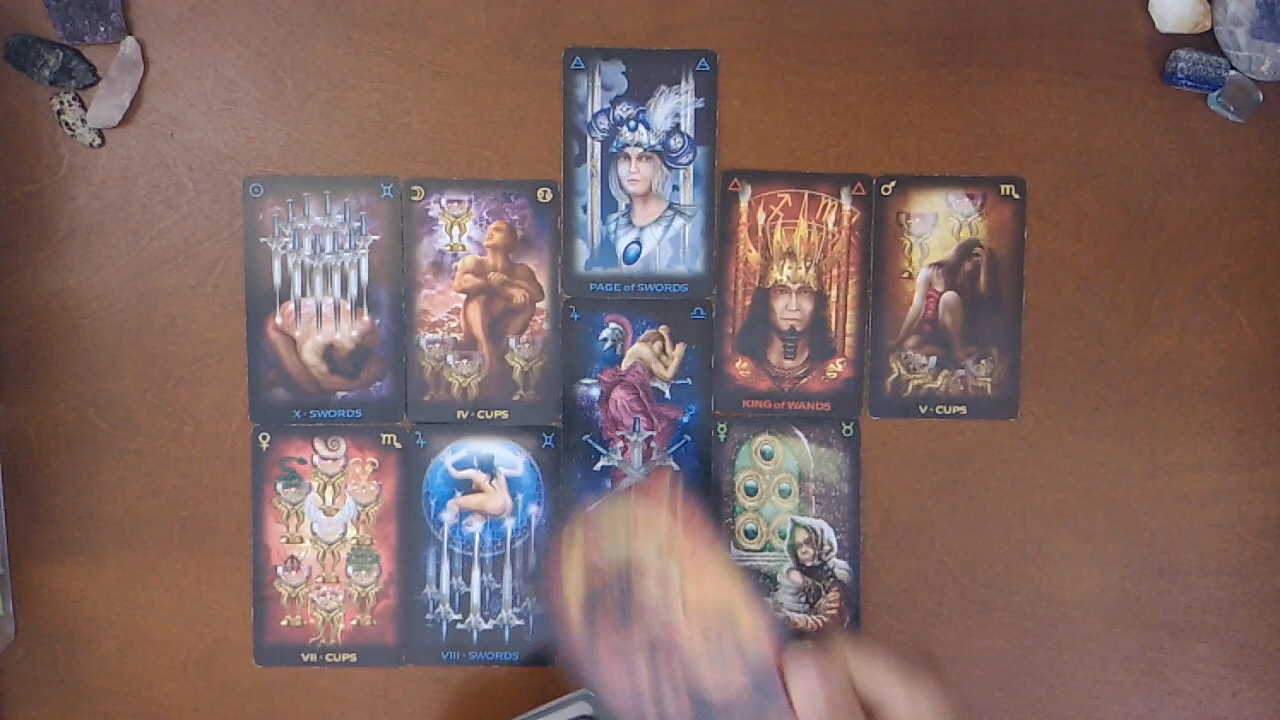 PAGE of SWORDS
X • SWORDS
IV • CUPS
KING of WANDS
V • CUPS
VII • CUPS
VIII • SWORDS